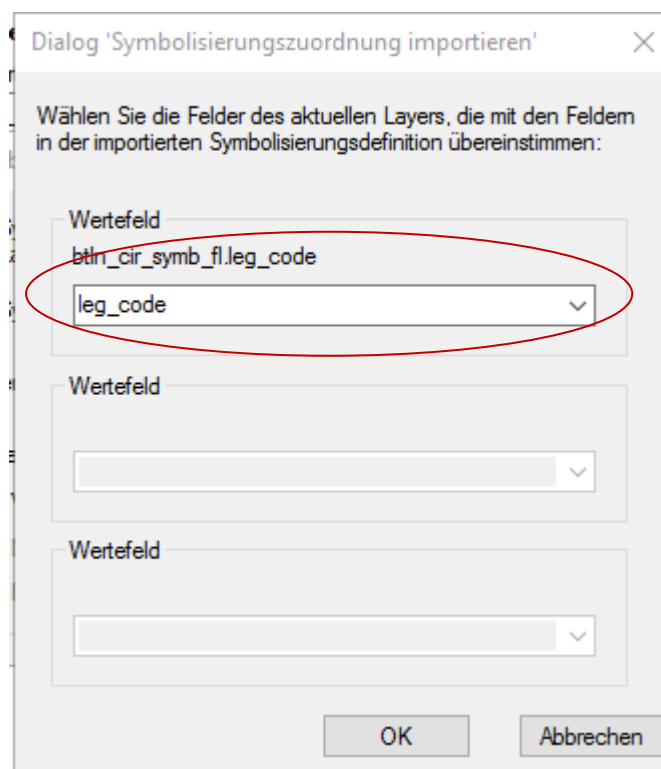 Dialog 'Symbolisierungszuordnung importieren'
Wählen Sie die Felder des aktuellen Layers, die mit den Feldern
in der importierten Symbolisierungsdefinition übereinstimmen:
Wertefeld
btln_cir_symb_fl.leg_code
leg_code
Wertefeld
Wertefeld
OK
Abbrechen